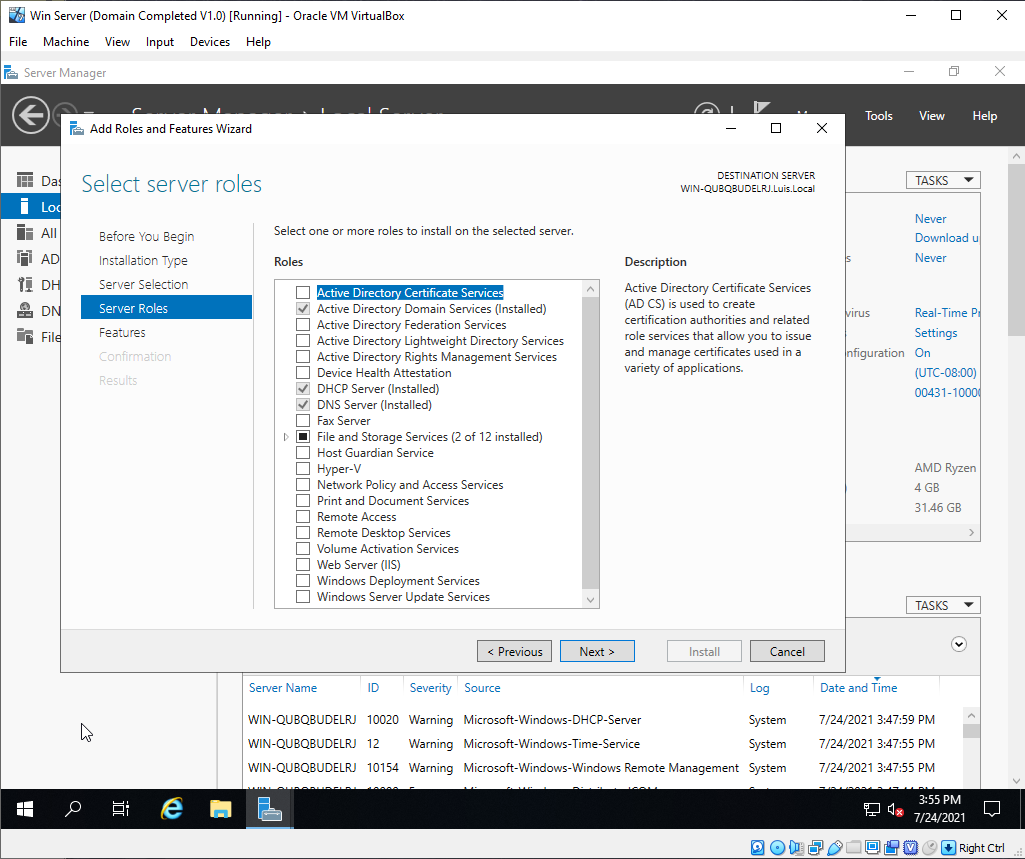 Win Server (Domain Completed V1.0) [Running] - Oracle VM VirtualBox
File Machine View Input Devices Help
Server Manager
Tools View Help
Add Roles and Features Wizard
Select server roles
DESTINATION SERVER
WIN-QUBQBUDELRJ.Luis.Local
Before You Begin
Installation Type
Server Selection
Server Roles
Features
Confirmation
Results
Select one or more roles to install on the selected server.
Roles
Active Directory Certificate Services
Active Directory Domain Services (Installed)
Active Directory Federation Services
Active Directory Lightweight Directory Services
Active Directory Rights Management Services
Device Health Attestation
DHCP Server (Installed)
DNS Server (Installed)
Fax Server
File and Storage Services (2 of 12 installed)
Host Guardian Service
Hyper-V
Network Policy and Access Services
Print and Document Services
Remote Access
Remote Desktop Services
Volume Activation Services
Web Server (IIS)
Windows Deployment Services
Windows Server Update Services
Description
Active Directory Certificate Services
(AD CS) is used to create
certification authorities and related
role services that allow you to issue
and manage certificates used in a
variety of applications.
< Previous
Next >
Install
Cancel
Das
Loc
All
AD
DH
DN
File
TASKS
Never
Download u
Never
Real-Time Pr
Settings
On
(UTC-08:00)
00431-1000
AMD Ryzen
4 GB
31.46 GB
TASKS
Server Name ID Severity Source Log Date and Time
WIN-QUBQBUDELRJ 10020 Warning Microsoft-Windows-DHCP-Server System 7/24/2021 3:47:59 PM
WIN-QUBQBUDELRJ 12 Warning Microsoft-Windows-Time-Service System 7/24/2021 3:47:55 PM
WIN-QUBQBUDELRJ 10154 Warning Microsoft-Windows-Windows Remote Management System 7/24/2021 3:47:55 PM
3:55 PM
7/24/2021
Right Ctrl